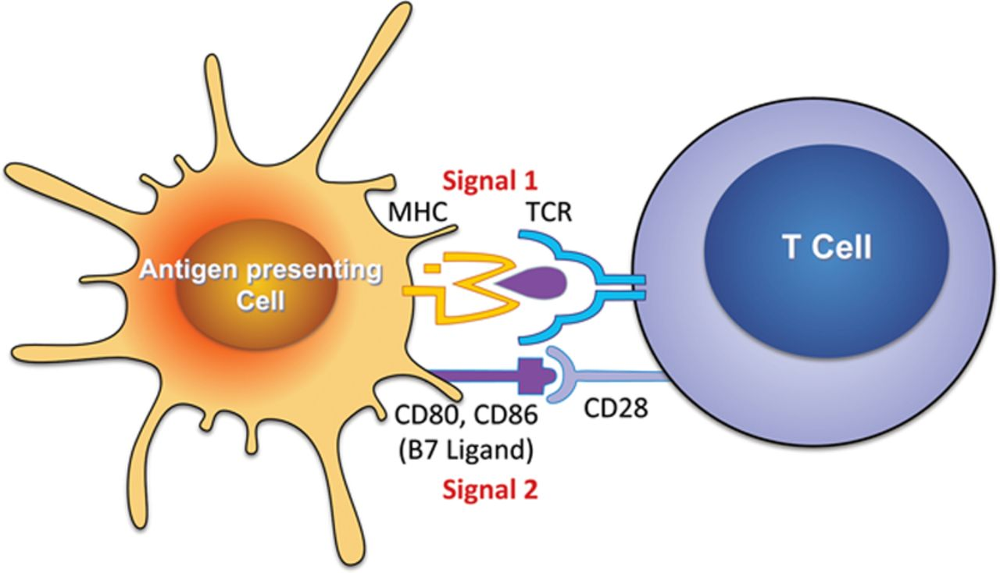 Signal 1
MHC
TCR
Antigen presenting
Cell
T Cell
CD80, CD86
(B7 Ligand)
CD28
Signal 2